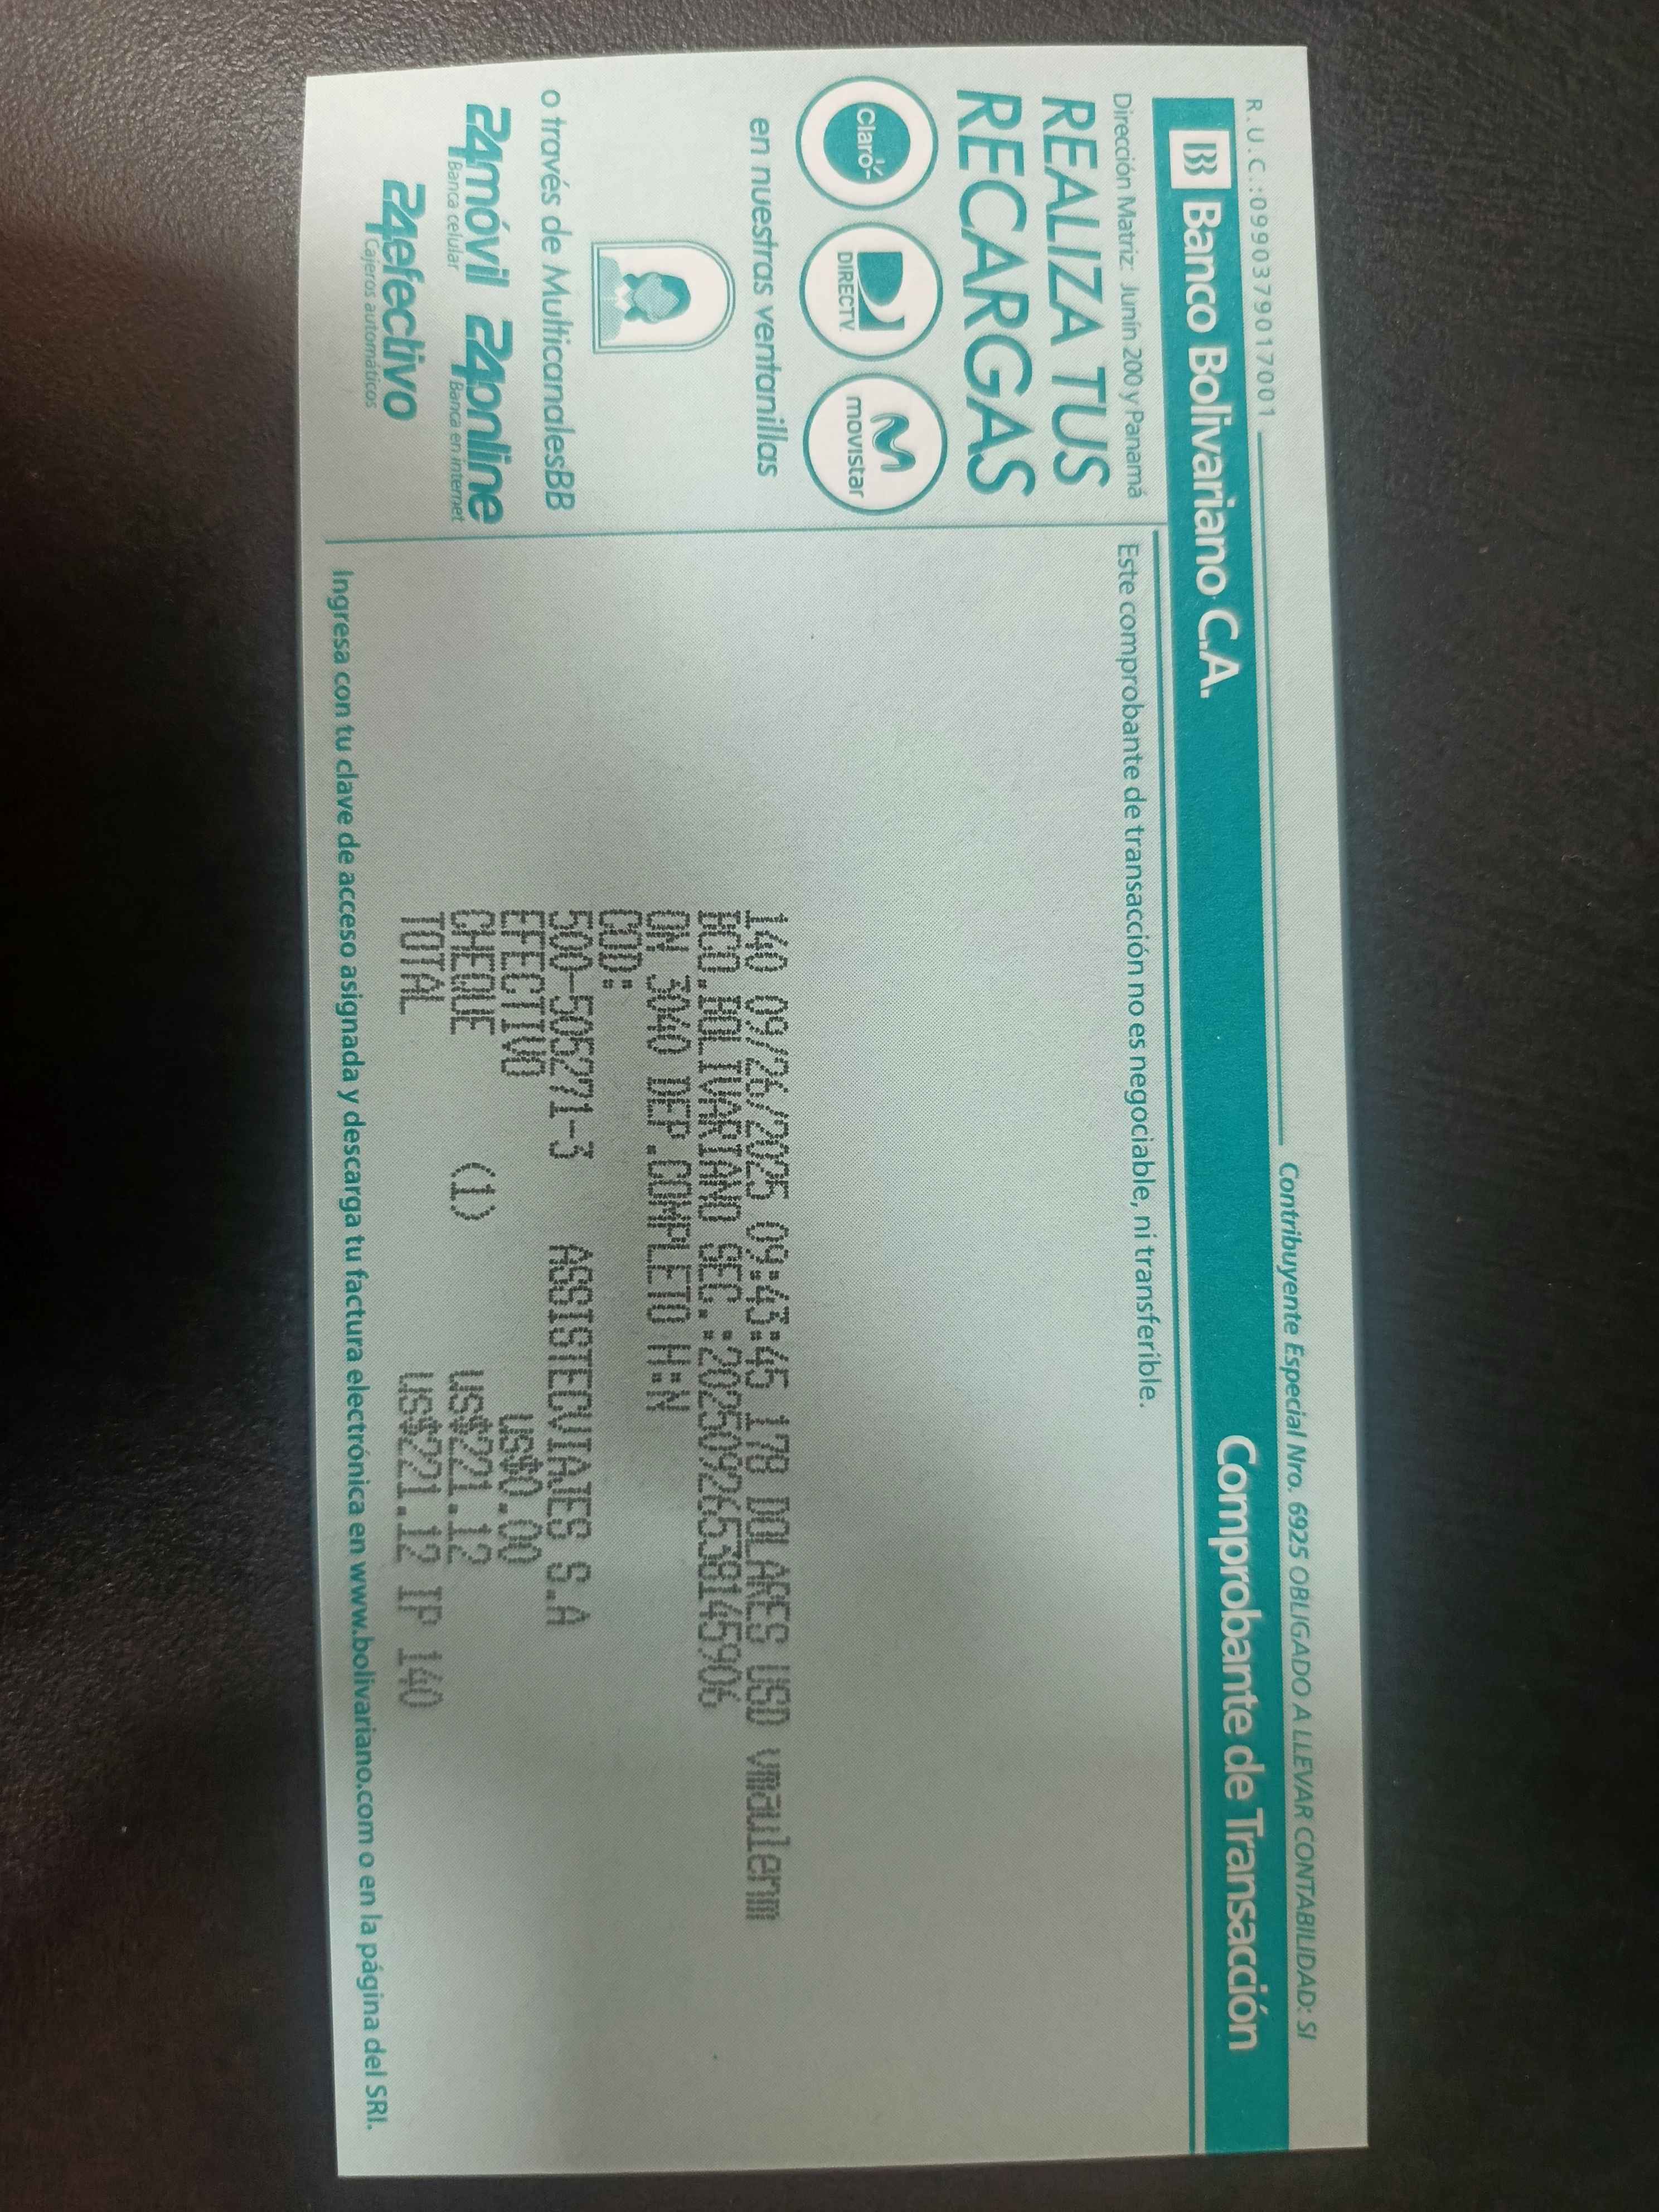 R.U.C.:0990379017001
Contribuyente Especial Nro. 6925 OBLIGADO A LLEVAR CONTABILIDAD: SI
Banco Bolivariano C.A.
Comprobante de Transacción
Dirección Matriz: Junín 200 y Panamá
Este comprobante de transacción no es negociable, ni transferible.
REALIZA TUS
RECARGAS
Claro
DIRECTV
movistar
en nuestras ventanillas
o través de MulticanalesBB
24móvil 24online
Banca celular Banca en internet
24efectivo
Cajeros automáticos
140 09/26/2025 09:43:45 178 DOLARES USD vmaulenm
BCO.BOLIVARIANO SEC.:20250926538145906
ON 3040 DEP.COMPLETO H:N
COD:
500-505271-3 ASSISTECVIAJES S.A
EFECTIVO US$0.00
CHEQUE (1) US$221.12
TOTAL US$221.12 IP 140
Ingresa con tu clave de acceso asignada y descarga tu factura electrónica en www.bolivariano.com o en la página del SRI.